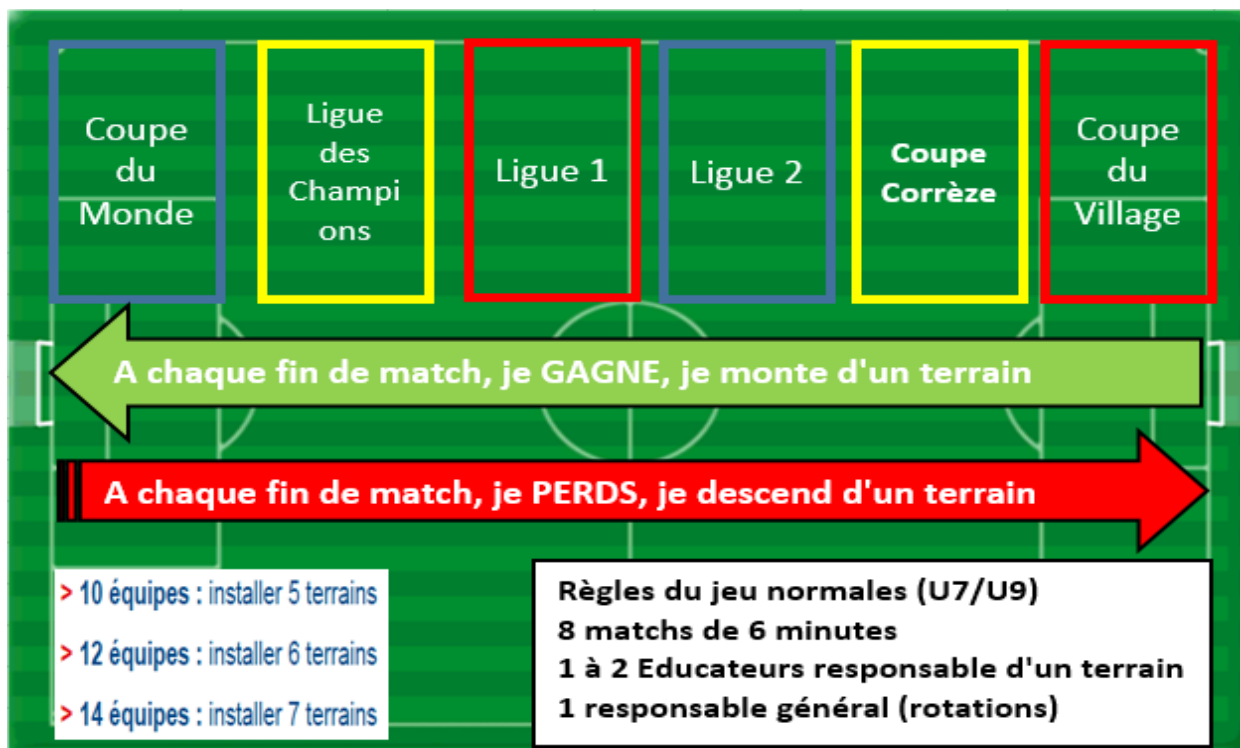 Coupe
du
Monde
Ligue
des
Champi
ons
Ligue 1
Ligue 2
Coupe
Corrèze
Coupe
du
Village
A chaque fin de match, je GAGNE, je monte d'un terrain
A chaque fin de match, je PERDS, je descend d'un terrain
> 10 équipes : installer 5 terrains
> 12 équipes : installer 6 terrains
> 14 équipes : installer 7 terrains
Règles du jeu normales (U7/U9)
8 matchs de 6 minutes
1 à 2 Educateurs responsable d'un terrain
1 responsable général (rotations)